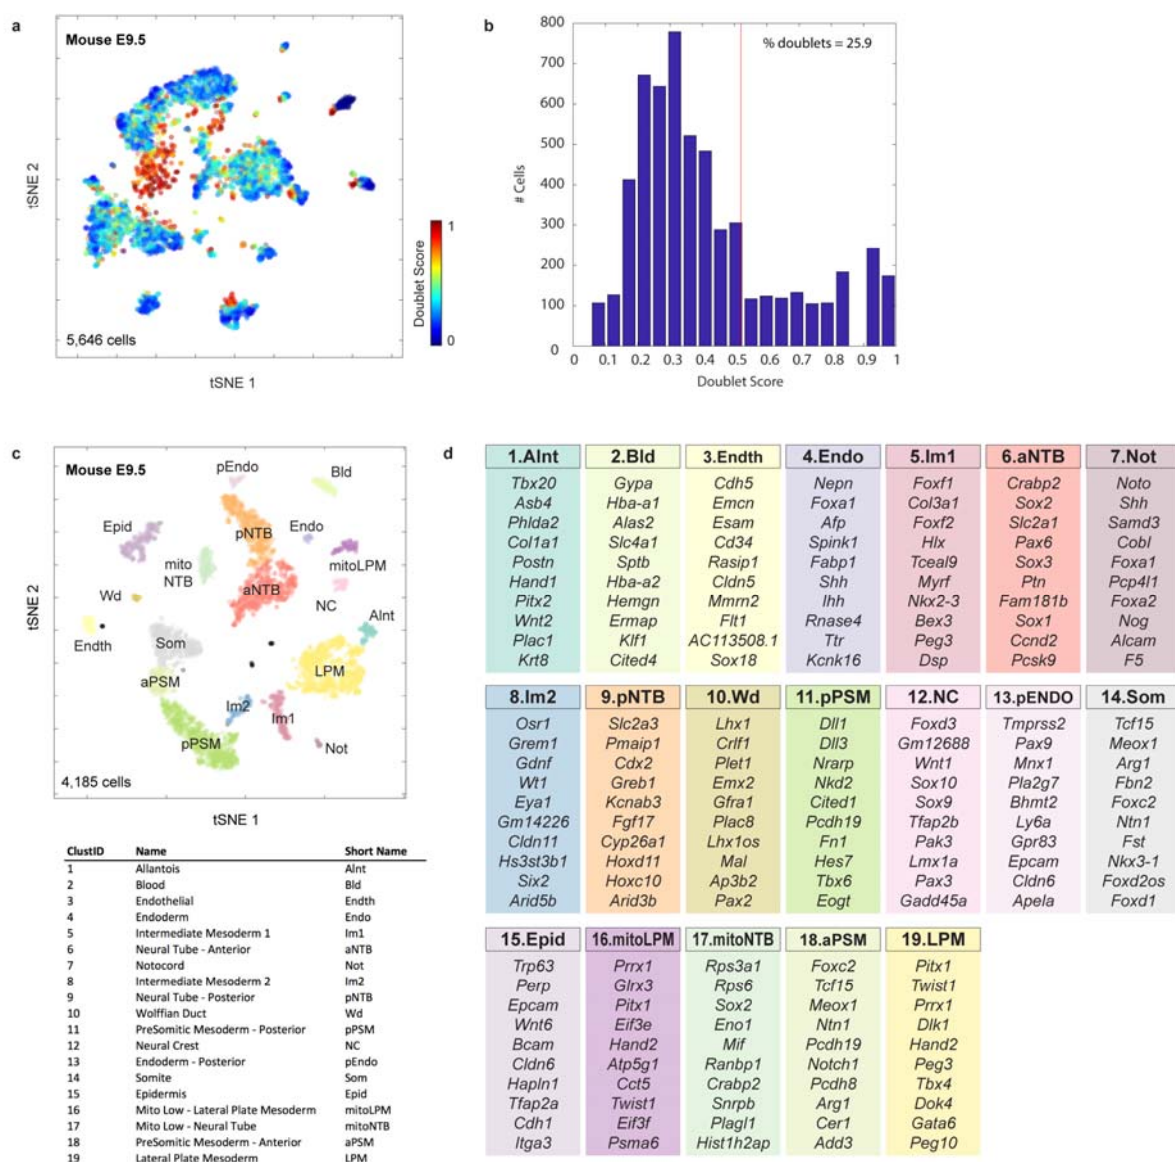 a
Mouse E9.5
tSNE 2
5,646 cells
tSNE 1
Doublet Score
1
0
b
% doublets = 25.9
# Cells
800
700
600
500
400
300
200
100
0
0 0.1 0.2 0.3 0.4 0.5 0.6 0.7 0.8 0.9 1
Doublet Score
c
Mouse E9.5
pEndo
Bld
Epid
pNTB
Endo
mito
NTB
mitoLPM
aNTB
Wd
NC
Alnt
Endth
Som
LPM
aPSM
Im2
Im1
pPSM
Not
4,185 cells
tSNE 2
tSNE 1
ClustID Name Short Name
1 Allantois Alnt
2 Blood Bld
3 Endothelial Endth
4 Endoderm Endo
5 Intermediate Mesoderm 1 Im1
6 Neural Tube - Anterior aNTB
7 Notocord Not
8 Intermediate Mesoderm 2 Im2
9 Neural Tube - Posterior pNTB
10 Wolffian Duct Wd
11 PreSomitic Mesoderm - Posterior pPSM
12 Neural Crest NC
13 Endoderm - Posterior pEndo
14 Somite Som
15 Epidermis Epid
16 Mito Low - Lateral Plate Mesoderm mitoLPM
17 Mito Low - Neural Tube mitoNTB
18 PreSomitic Mesoderm - Anterior aPSM
19 Lateral Plate Mesoderm LPM
d
1.Alnt 2.Bld 3.Endth 4.Endo 5.Im1 6.aNTB 7.Not
Tbx20 Gypa Cdh5 Nepn Foxf1 Crabp2 Noto
Asb4 Hba-a1 Emcn Foxa1 Col3a1 Sox2 Shh
Phlda2 Alas2 Esam Afp Foxf2 Slc2a1 Samd3
Col1a1 Slc4a1 Cd34 Spink1 Hlx Pax6 Cobl
Postn Sptb Rasip1 Fabp1 Tceal9 Sox3 Foxa1
Hand1 Hba-a2 Cldn5 Shh Myrf Ptn Pcp4l1
Pitx2 Hemgn Mmrn2 Ihh Nkx2-3 Fam181b Foxa2
Wnt2 Ermap Flt1 Rnase4 Bex3 Sox1 Nog
Plac1 Klf1 AC113508.1 Ttr Peg3 Ccnd2 Alcam
Krt8 Cited4 Sox18 Kcnk16 Dsp Pcsk9 F5
8.Im2 9.pNTB 10.Wd 11.pPSM 12.NC 13.pENDO 14.Som
Osr1 Slc2a3 Lhx1 Dll1 Foxd3 Tmprss2 Tcf15
Grem1 Pmaip1 Crlf1 Dll3 Gm12688 Pax9 Meox1
Gdnf Cdx2 Plet1 Nrarp Wnt1 Mnx1 Arg1
Wt1 Greb1 Emx2 Nkd2 Sox10 Pla2g7 Fbn2
Eya1 Kcnab3 Gfra1 Cited1 Sox9 Bhmt2 Foxc2
Gm14226 Fgf17 Plac8 Pcdh19 Tfap2b Ly6a Ntn1
Cldn11 Cyp26a1 Lhx1os Fn1 Pak3 Gpr83 Fst
Hs3st3b1 Hoxd11 Mal Hes7 Lmx1a Epcam Nkx3-1
Six2 Hoxc10 Ap3b2 Tbx6 Pax3 Cldn6 Foxd2os
Arid5b Arid3b Pax2 Eogt Gadd45a Apela Foxd1
15.Epid 16.mitoLPM 17.mitoNTB 18.aPSM 19.LPM
Trp63 Prrx1 Rps3a1 Foxc2 Pitx1
Perp Glrx3 Rps6 Tcf15 Twist1
Epcam Pitx1 Sox2 Meox1 Prrx1
Wnt6 Eif3e Eno1 Ntn1 Dlk1
Bcam Hand2 Mif Pcdh19 Hand2
Cldn6 Atp5g1 Ranbp1 Notch1 Peg3
Hapln1 Cct5 Crabp2 Pcdh8 Tbx4
Tfap2a Twist1 Snrpb Arg1 Dok4
Cdh1 Eif3f Plagl1 Cer1 Gata6
Itga3 Psma6 Hist1h2ap Add3 Peg10